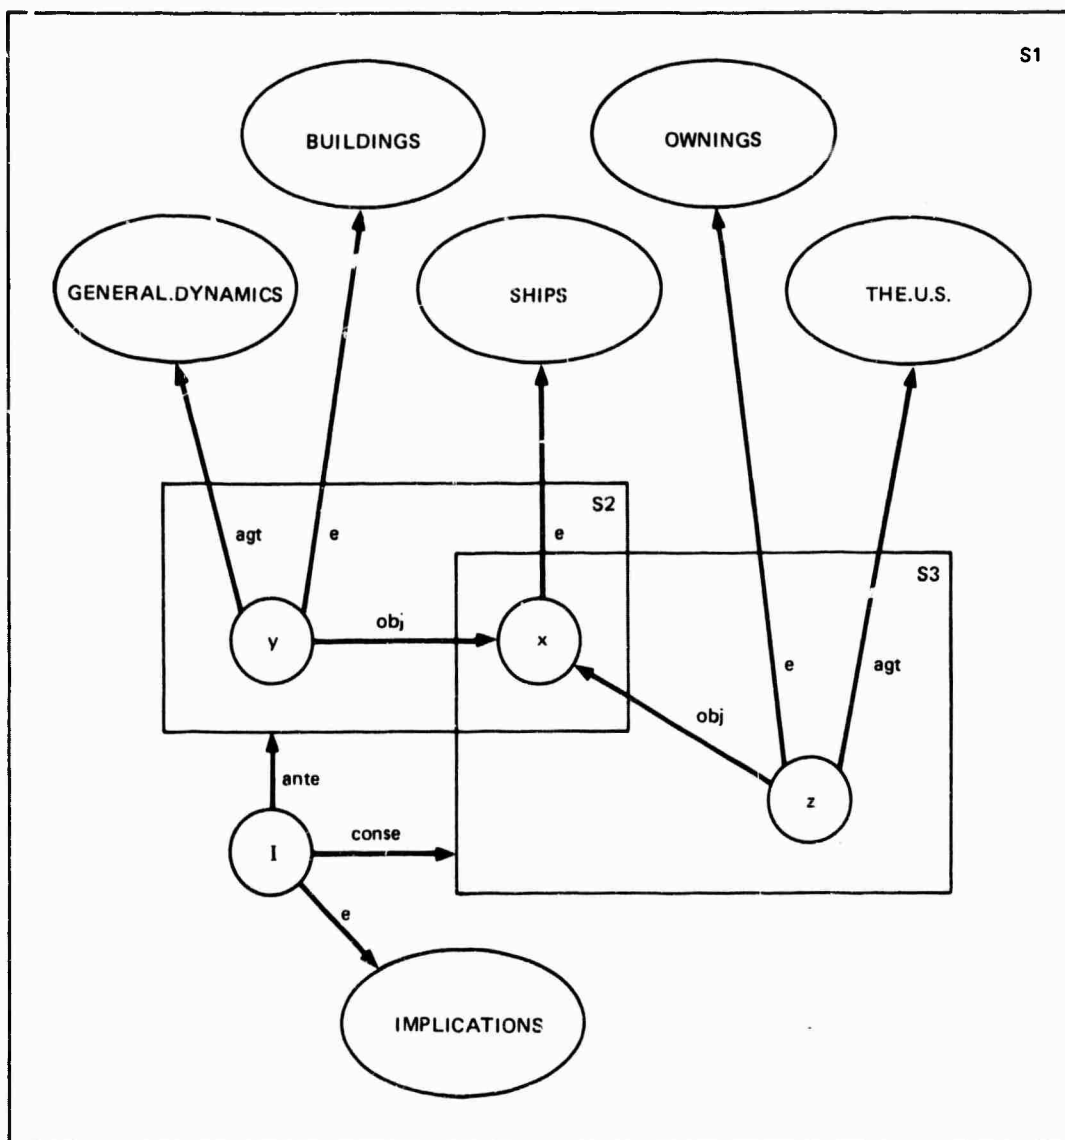 S1
BUILDINGS
OWNINGS
GENERAL.DYNAMICS
SHIPS
THE.U.S.
S2
agt
e
e
S3
y
obj
x
e
agt
obj
z
ante
I
conse
e
IMPLICATIONS